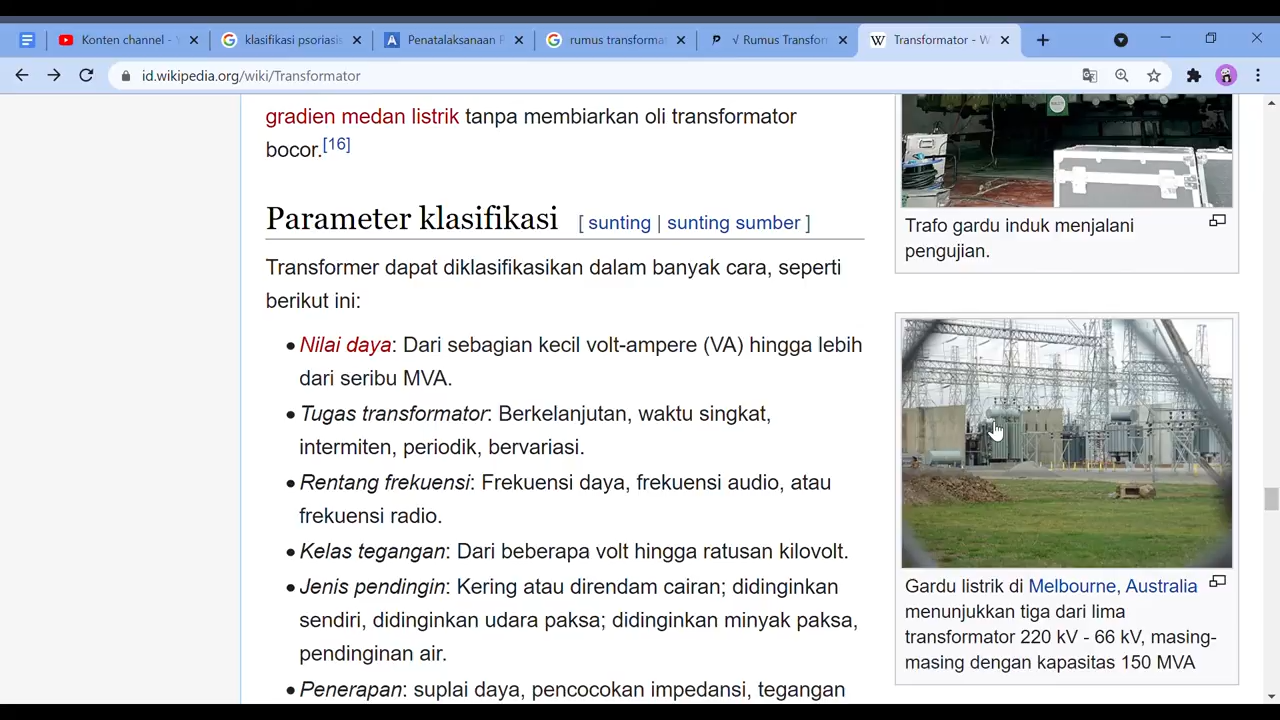 Konten channel - Y
klasifikasi psoriasis
Penatalaksanaan P
rumus transformat
√ Rumus Transfor
Transformator - W
id.wikipedia.org/wiki/Transformator
gradien medan listrik tanpa membiarkan oli transformator
bocor.[16]
Parameter klasifikasi [ sunting | sunting sumber ]
Transformer dapat diklasifikasikan dalam banyak cara, seperti
berikut ini:
• Nilai daya: Dari sebagian kecil volt-ampere (VA) hingga lebih
dari seribu MVA.
• Tugas transformator: Berkelanjutan, waktu singkat,
intermiten, periodik, bervariasi.
• Rentang frekuensi: Frekuensi daya, frekuensi audio, atau
frekuensi radio.
• Kelas tegangan: Dari beberapa volt hingga ratusan kilovolt.
• Jenis pendingin: Kering atau direndam cairan; didinginkan
sendiri, didinginkan udara paksa; didinginkan minyak paksa,
pendinginan air.
• Penerapan: suplai daya, pencocokan impedansi, tegangan
Trafo gardu induk menjalani
pengujian.
Gardu listrik di Melbourne, Australia
menunjukkan tiga dari lima
transformator 220 kV - 66 kV, masing-
masing dengan kapasitas 150 MVA